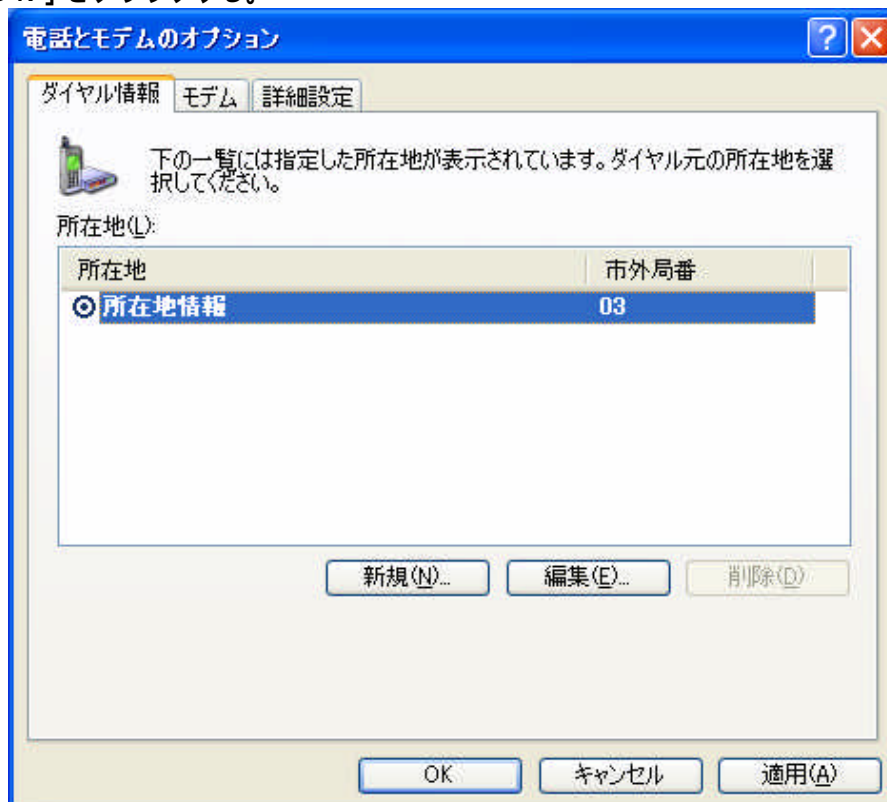 電話とモデムのオプション
ダイヤル情報 モデム 詳細設定
下の一覧には指定した所在地が表示されています。ダイヤル元の所在地を選
択してください。
所在地(L):
所在地 市外局番
所在地情報 03
新規(N)... 編集(E)... 削除(D)
OK キャンセル 適用(A)